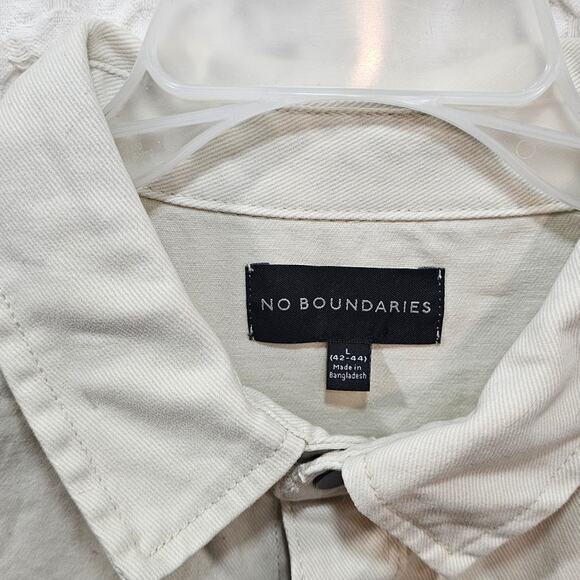 NO BOUNDARIES
L
(42-44)
Made in
Bangladesh